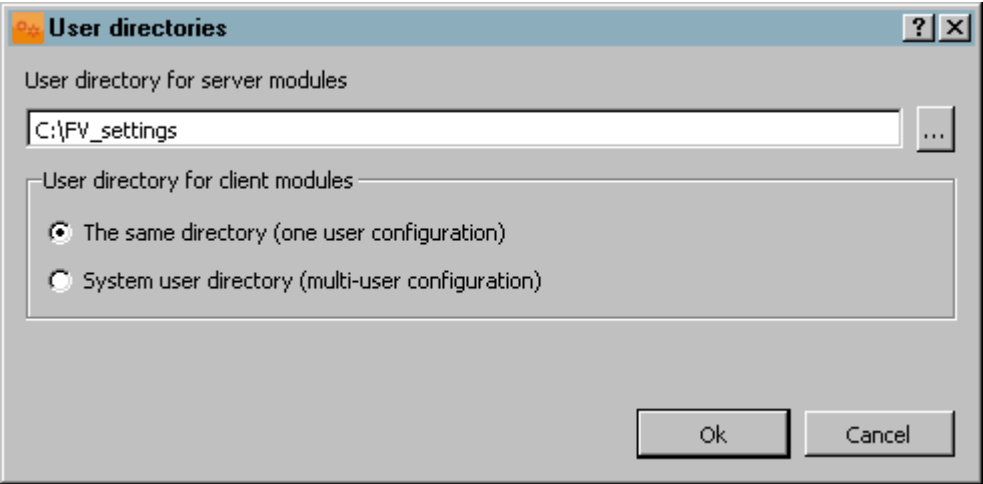 User directories
User directory for server modules
C:\FV_settings
...
User directory for client modules
The same directory (one user configuration)
System user directory (multi-user configuration)
Ok
Cancel